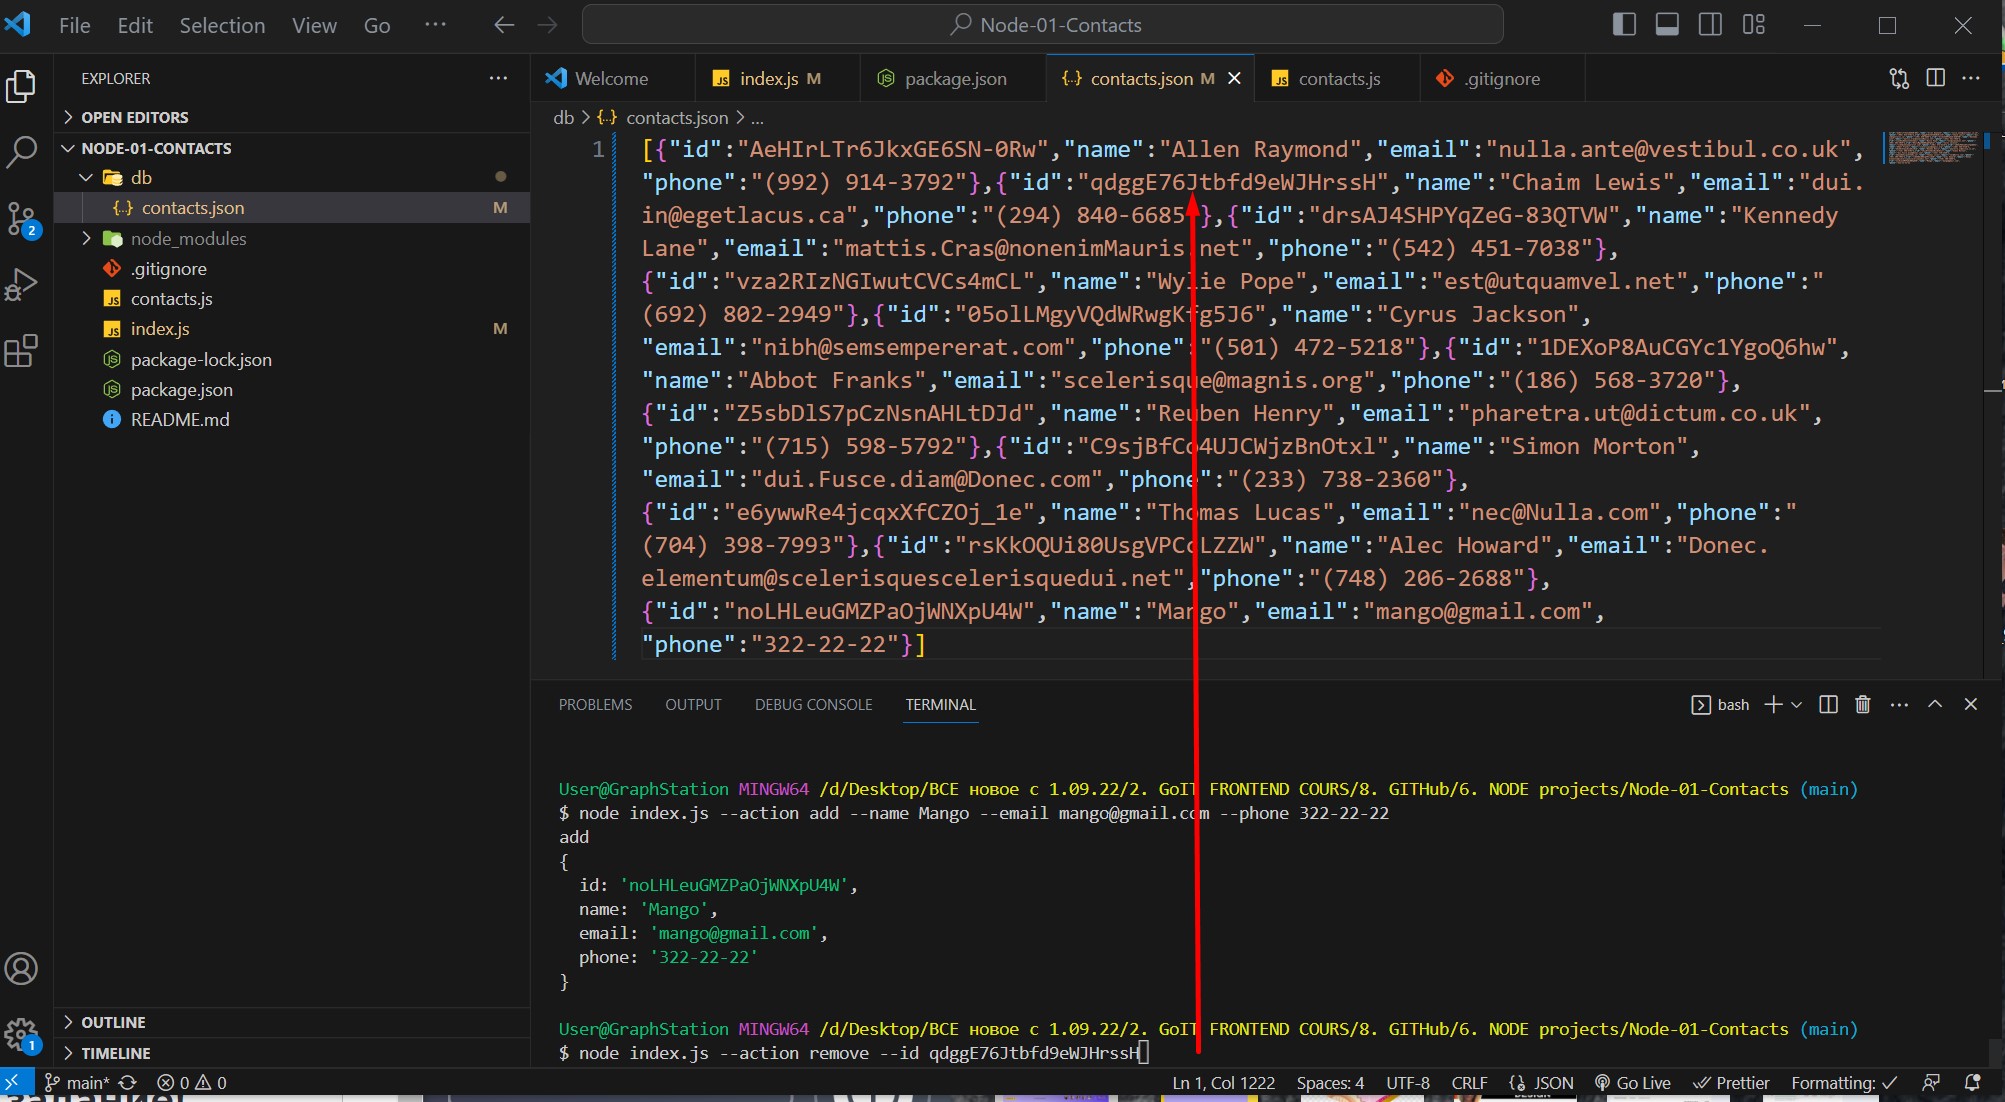 File Edit Selection View Go ··· Node-01-Contacts
EXPLORER
Welcome index.js M package.json contacts.json M contacts.js .gitignore
OPEN EDITORS
db > contacts.json > ...
NODE-01-CONTACTS
db
contacts.json M
node_modules
.gitignore
contacts.js
index.js M
package-lock.json
package.json
README.md
1
[{"id":"AeHIrLTr6JkxGE6SN-0Rw","name":"Allen Raymond","email":"nulla.ante@vestibul.co.uk",
"phone":"(992) 914-3792"},{"id":"qdggE76Jtbfd9eWJHrssH","name":"Chaim Lewis","email":"dui.
in@egetlacus.ca","phone":"(294) 840-6685"},{"id":"drsAJ4SHPYqZeG-83QTVW","name":"Kennedy
Lane","email":"mattis.Cras@nonenimMauris.net","phone":"(542) 451-7038"},
{"id":"vza2RIzNGIwutCVCs4mCL","name":"Wylie Pope","email":"est@utquamvel.net","phone":"
(692) 802-2949"},{"id":"05olLMgyVQdWRwgKfg5J6","name":"Cyrus Jackson",
"email":"nibh@semsempererat.com","phone":"(501) 472-5218"},{"id":"1DEXoP8AuCGYc1YgoQ6hw",
"name":"Abbot Franks","email":"scelerisque@magnis.org","phone":"(186) 568-3720"},
{"id":"Z5sbDlS7pCzNsnAHLtDJd","name":"Reuben Henry","email":"pharetra.ut@dictum.co.uk",
"phone":"(715) 598-5792"},{"id":"C9sjBfCo4UJCWjzBnOtxl","name":"Simon Morton",
"email":"dui.Fusce.diam@Donec.com","phone":"(233) 738-2360"},
{"id":"e6ywwRe4jcqxXfCZOj_1e","name":"Thomas Lucas","email":"nec@Nulla.com","phone":"
(704) 398-7993"},{"id":"rsKkOQUi80UsgVPCcLZZW","name":"Alec Howard","email":"Donec.
elementum@scelerisquescelerisquedui.net","phone":"(748) 206-2688"},
{"id":"noLHLeuGMZPaOjWNXpU4W","name":"Mango","email":"mango@gmail.com",
"phone":"322-22-22"}]
PROBLEMS OUTPUT DEBUG CONSOLE TERMINAL bash
User@GraphStation MINGW64 /d/Desktop/ВСЕ новое с 1.09.22/2. GoIT FRONTEND COURS/8. GITHub/6. NODE projects/Node-01-Contacts (main)
$ node index.js --action add --name Mango --email mango@gmail.com --phone 322-22-22
add
{
id: 'noLHLeuGMZPaOjWNXpU4W',
name: 'Mango',
email: 'mango@gmail.com',
phone: '322-22-22'
}
User@GraphStation MINGW64 /d/Desktop/ВСЕ новое с 1.09.22/2. GoIT FRONTEND COURS/8. GITHub/6. NODE projects/Node-01-Contacts (main)
$ node index.js --action remove --id qdggE76Jtbfd9eWJHrssH
OUTLINE
TIMELINE
2
1
main* 0 0 Ln 1, Col 1222 Spaces: 4 UTF-8 CRLF JSON Go Live Prettier Formatting: